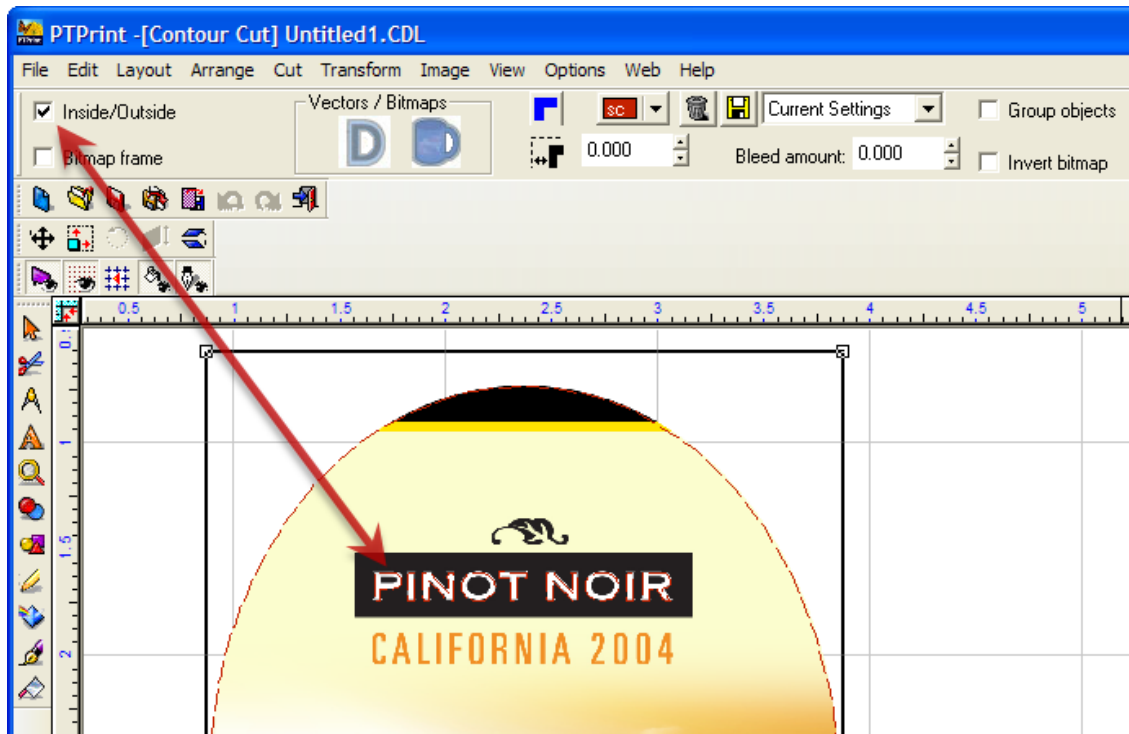 PTPrint -[Contour Cut] Untitled1.CDL
File Edit Layout Arrange Cut Transform Image View Options Web Help
Inside/Outside
Vectors / Bitmaps
sc
Current Settings
Group objects
Bitmap frame
0.000
Bleed amount: 0.000
Invert bitmap
0.5 1 1.5 2 2.5 3 3.5 4 4.5 5
1
1.5
PINOT NOIR
CALIFORNIA 2004
2